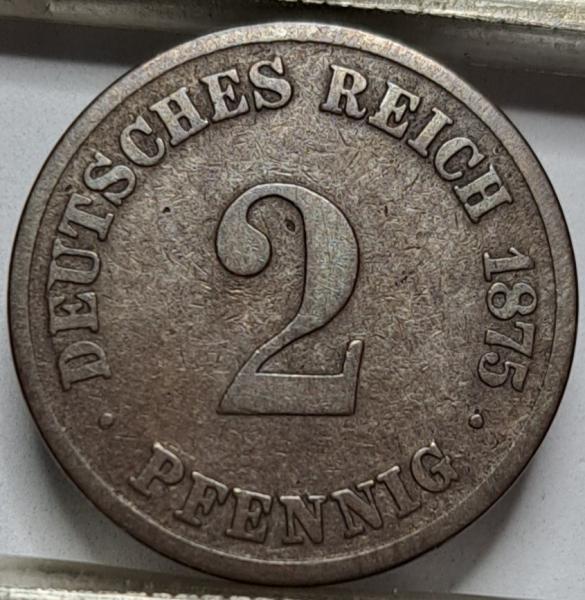 DEUTSCHES REICH 1875
2
· PFENNIG ·